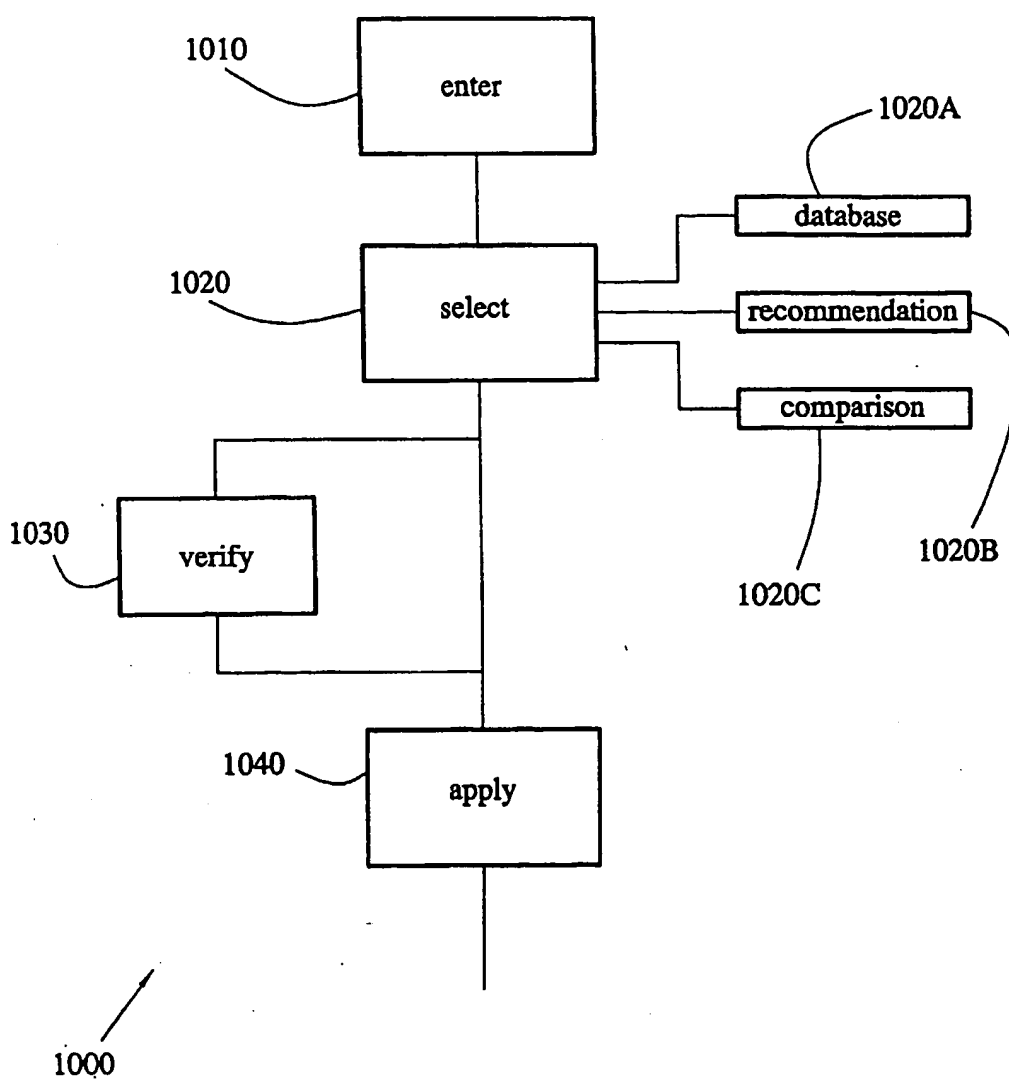 1010
enter
1020A
database
1020
select
recommendation
comparison
1030
verify
1020B
1020C
1040
apply
1000